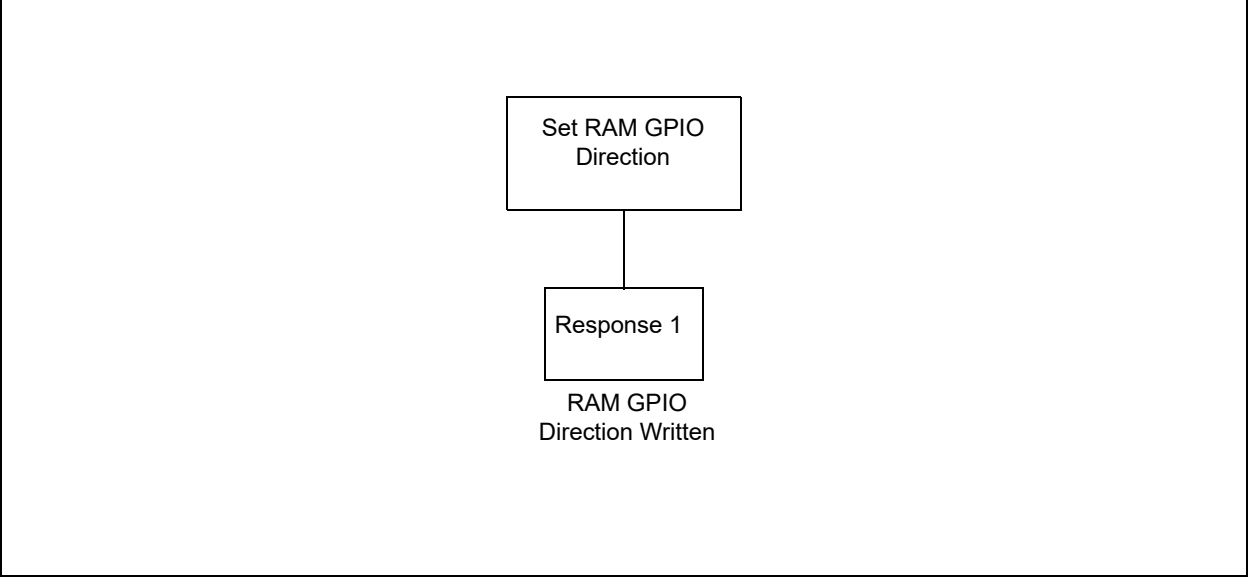 Set RAM GPIO
Direction
Response 1
RAM GPIO
Direction Written